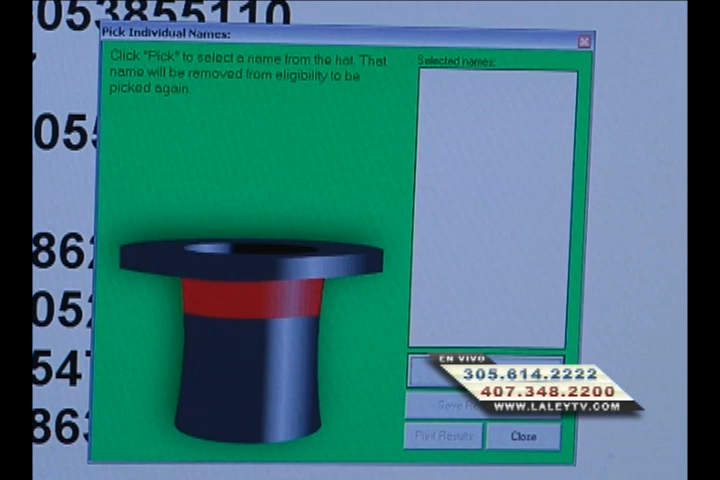 053855110
Pick Individual Names:
Click "Pick" to select a name from the hat. That
name will be removed from eligibility to be
picked again.
Selected names:
055
862
052
547
863
EN VIVO
305.614.2222
407.348.2200
WWW.LALEYTV.COM
Save R
Print Results
Close